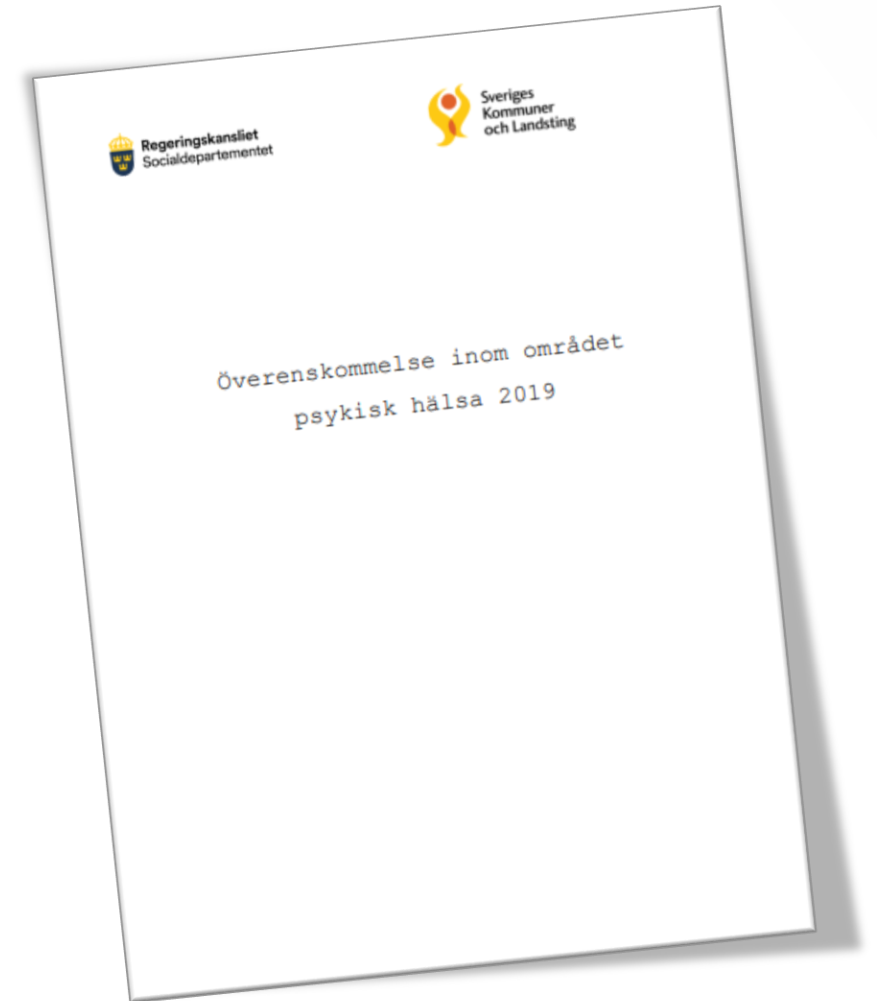 Regeringskansliet
Socialdepartementet
Sveriges
Kommuner
och Landsting
Överenskommelse inom området
psykisk hälsa 2019